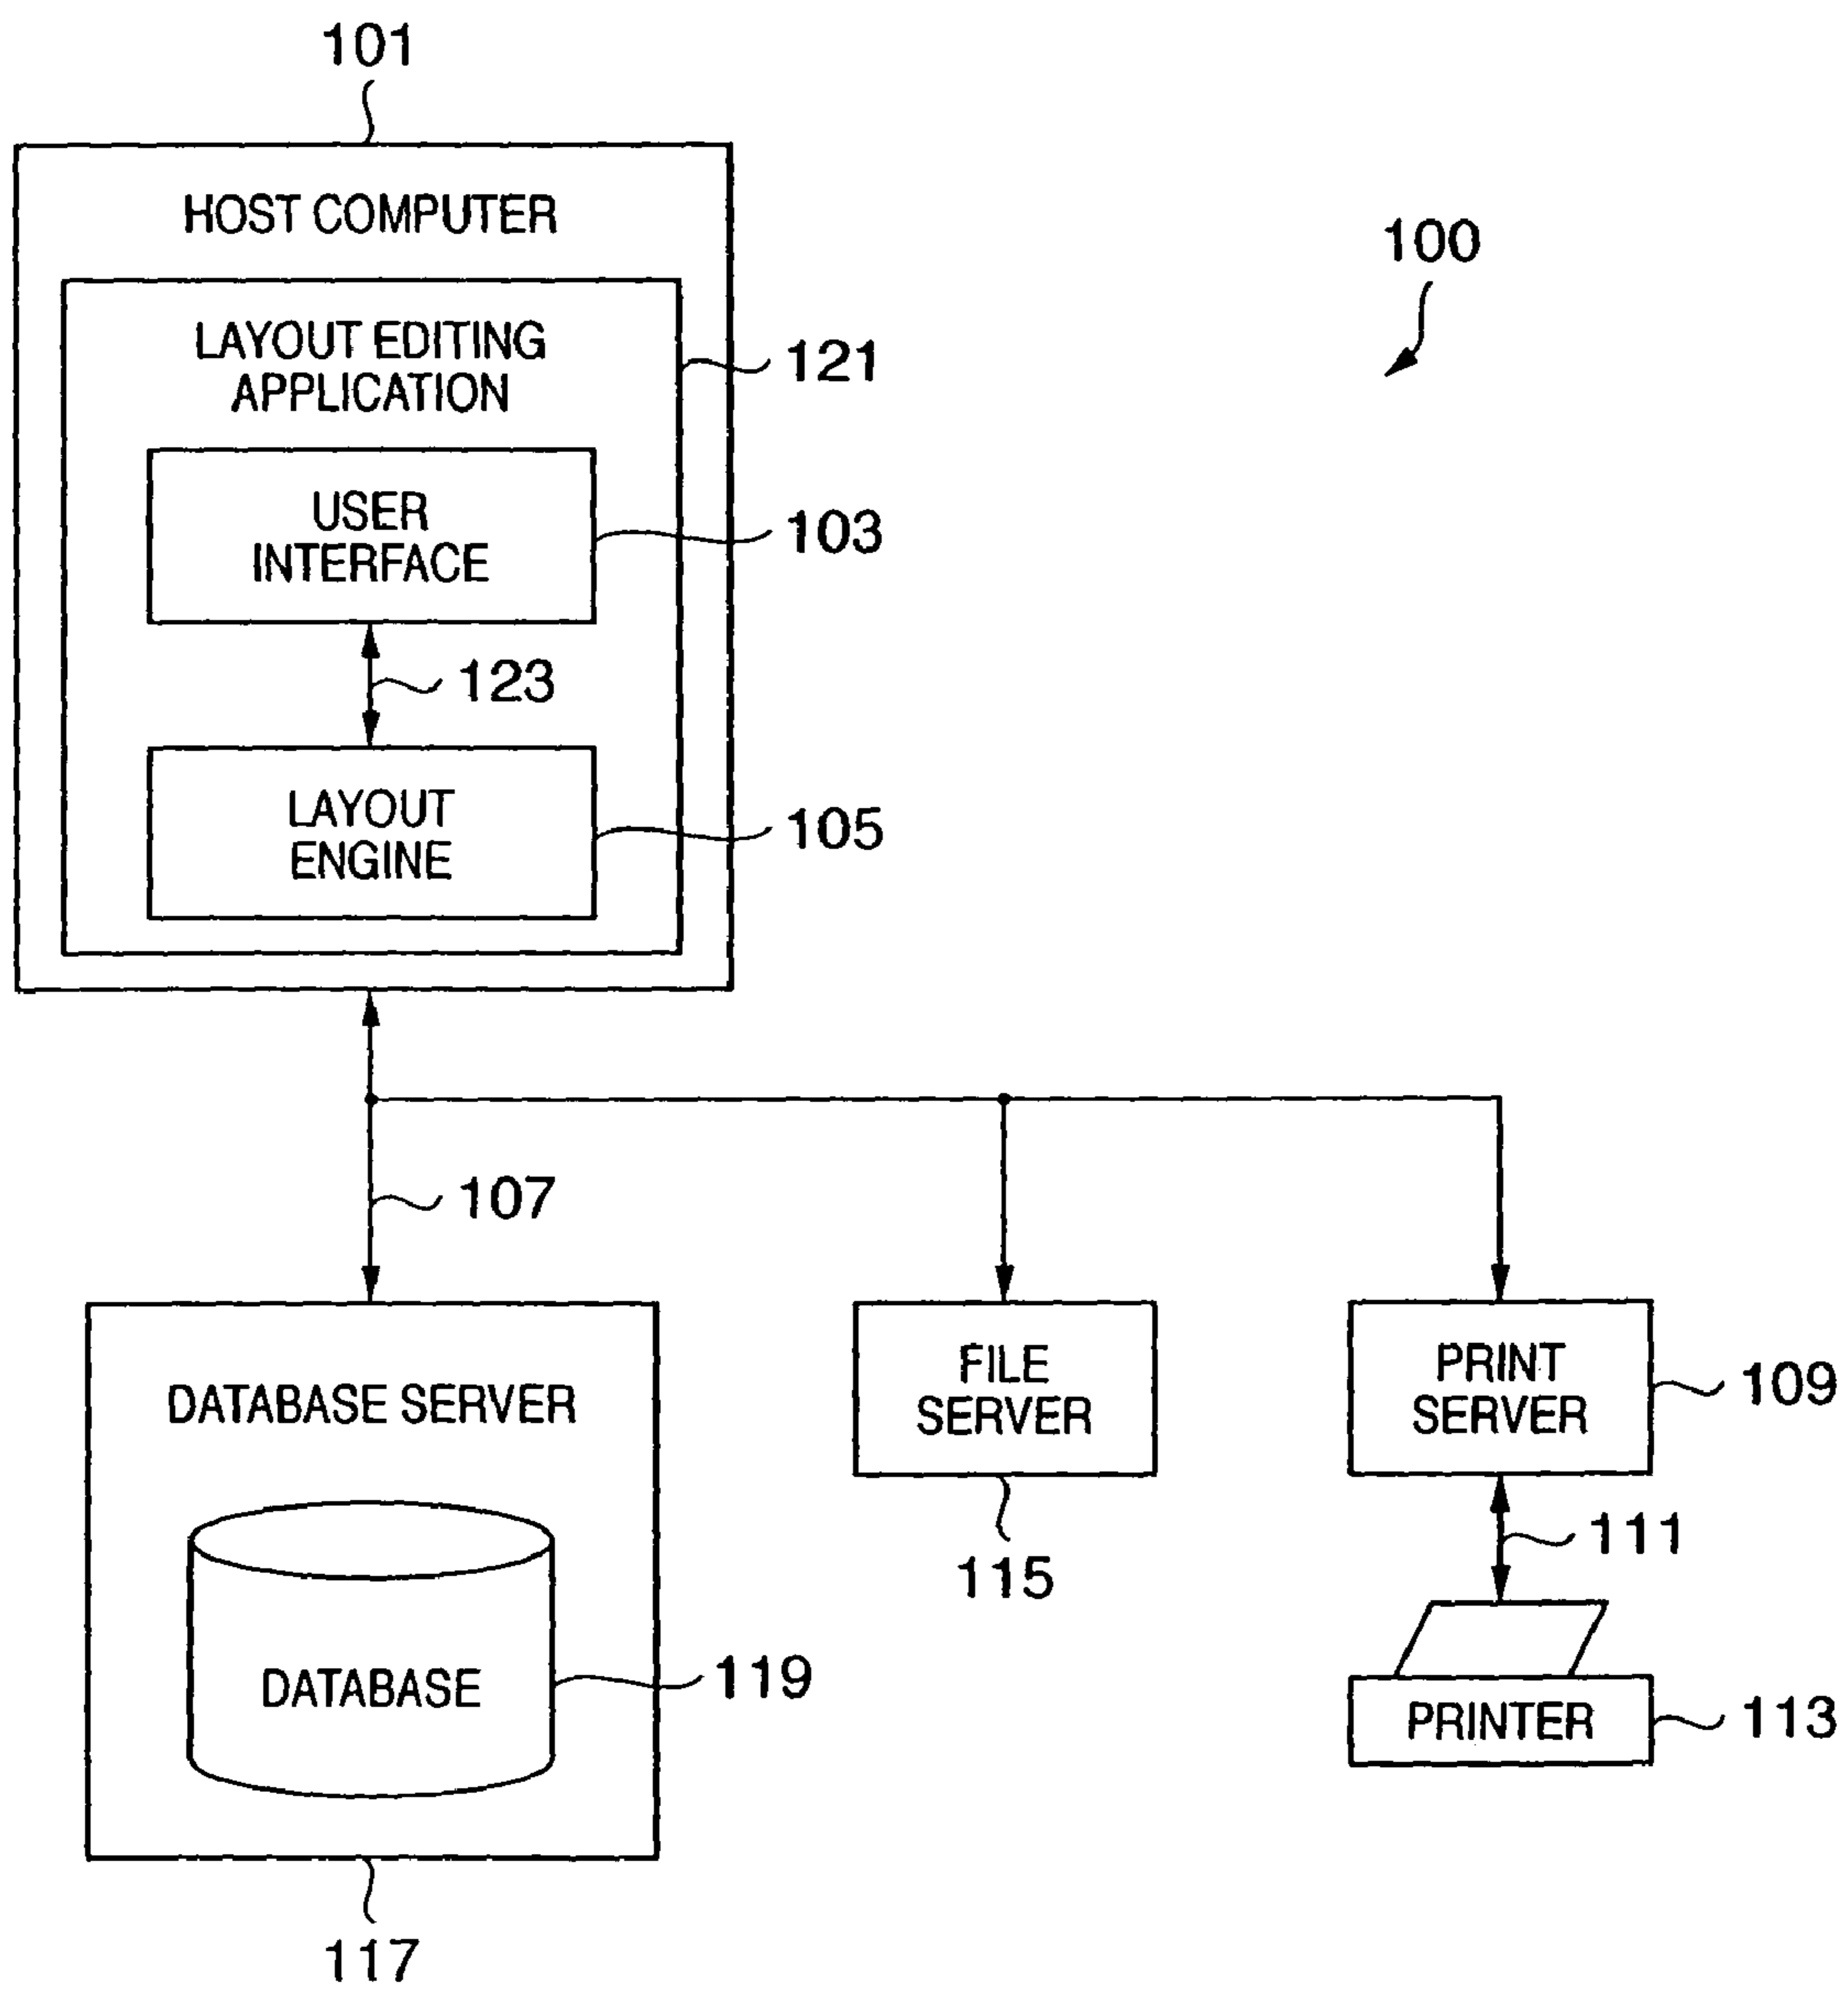 101
HOST COMPUTER
100
LAYOUT EDITING
APPLICATION
121
USER
INTERFACE
103
123
LAYOUT
ENGINE
105
107
DATABASE SERVER
FILE
SERVER
PRINT
SERVER
109
115
111
DATABASE
119
PRINTER
113
117